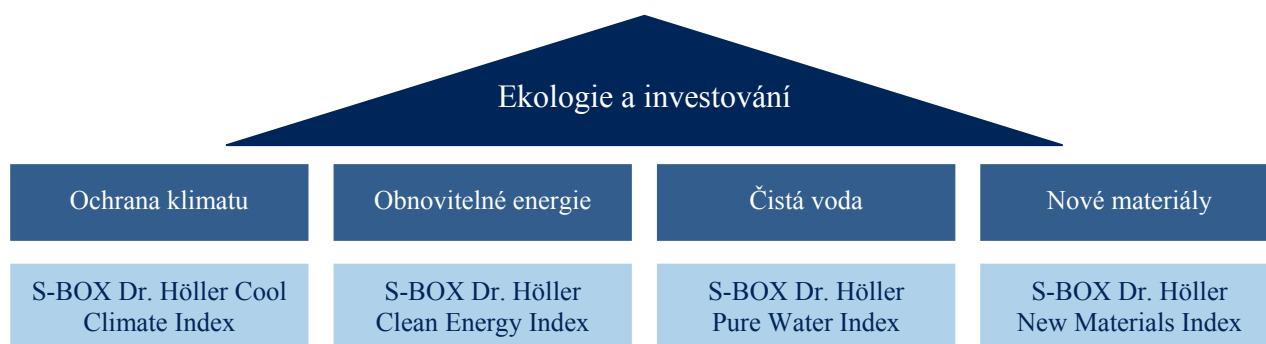 Ekologie a investování
Ochrana klimatu
Obnovitelné energie
Čistá voda
Nové materiály
S-BOX Dr. Höller Cool
Climate Index
S-BOX Dr. Höller
Clean Energy Index
S-BOX Dr. Höller
Pure Water Index
S-BOX Dr. Höller
New Materials Index